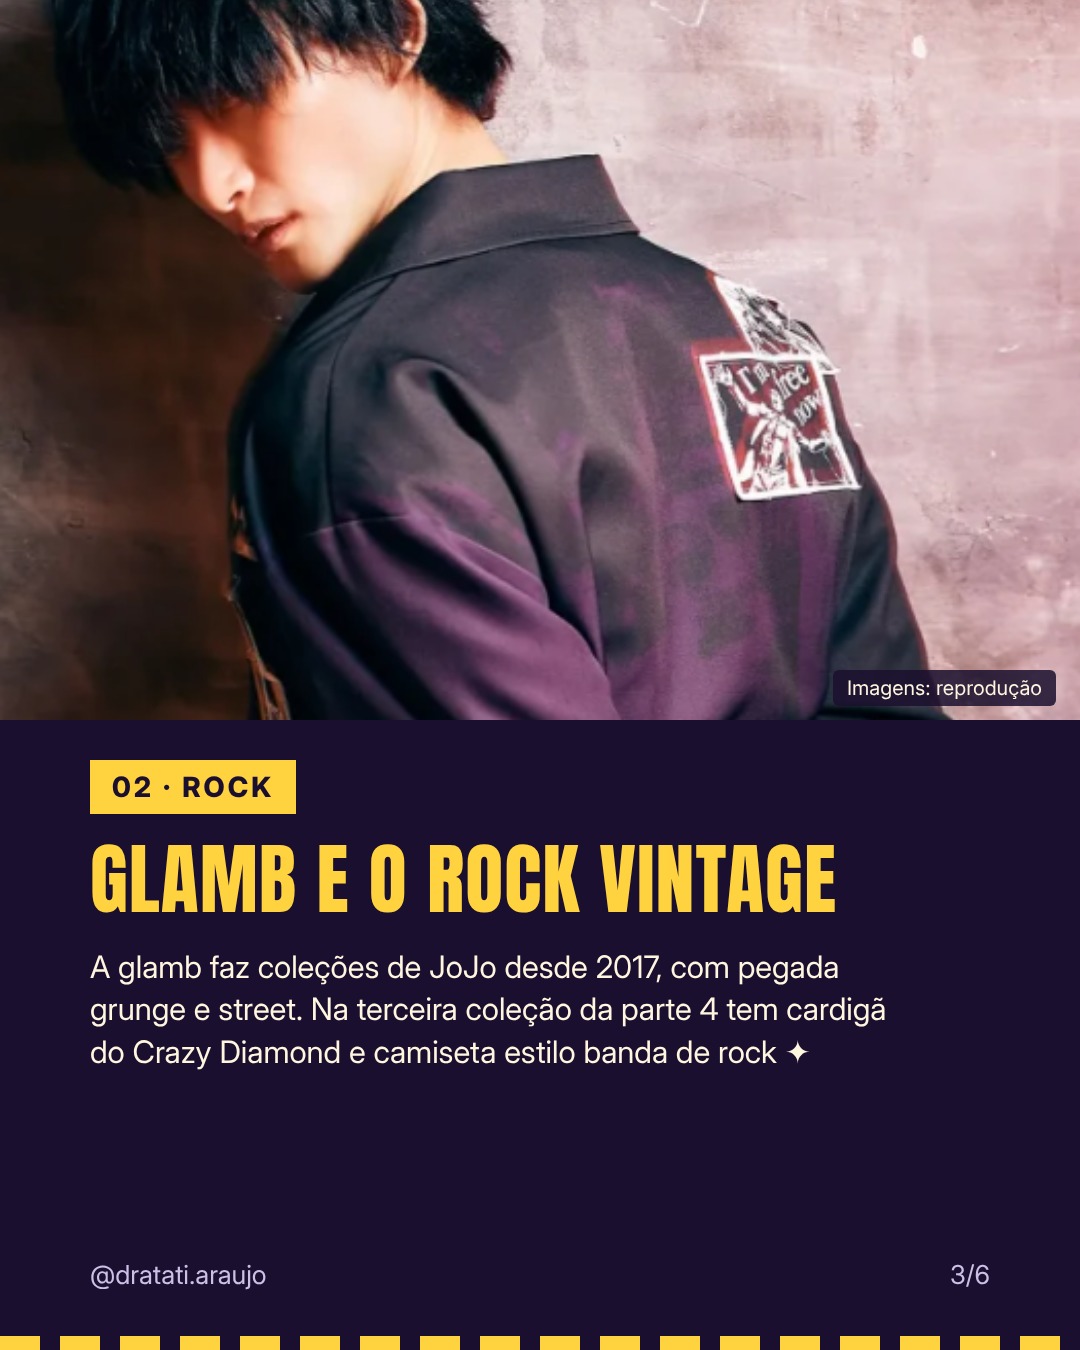 I'm free
now
Imagens: reprodução
02 · ROCK
GLAMB E O ROCK VINTAGE
A glamb faz coleções de JoJo desde 2017, com pegada
grunge e street. Na terceira coleção da parte 4 tem cardigã
do Crazy Diamond e camiseta estilo banda de rock ✦
@dratati.araujo
3/6